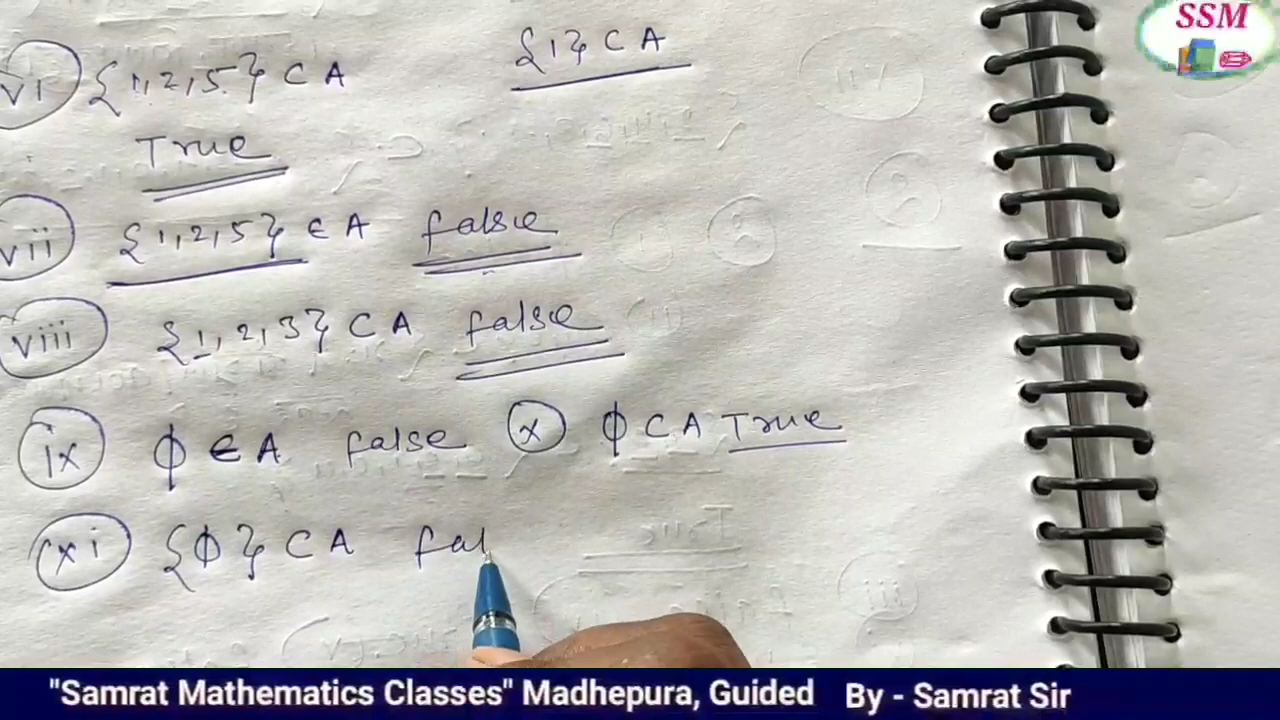 SSM
{1} ⊂ A
vi {1,2,5} ⊂ A
True
vii {1,2,5} ∈ A false
viii {1,2,3} ⊂ A false
ix ϕ ∈ A false x ϕ ⊂ A True
xi {ϕ} ⊂ A fal
"Samrat Mathematics Classes" Madhepura, Guided By - Samrat Sir